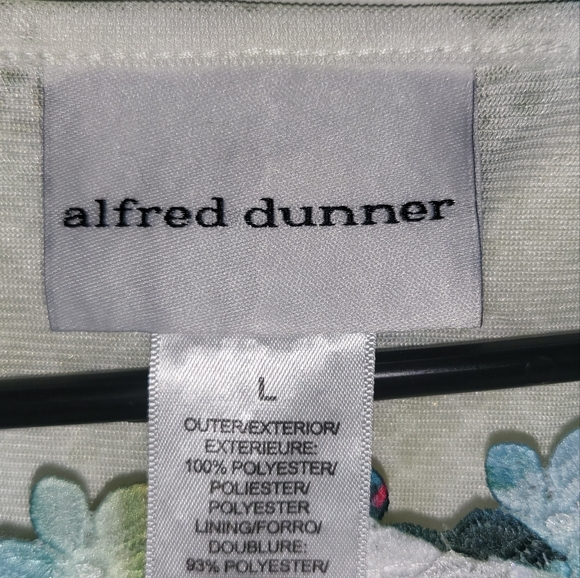 alfred dunner
L
OUTER/EXTERIOR/
EXTERIEURE:
100% POLYESTER/
POLIESTER/
POLYESTER
LINING/FORRO/
DOUBLURE:
93% POLYESTER/